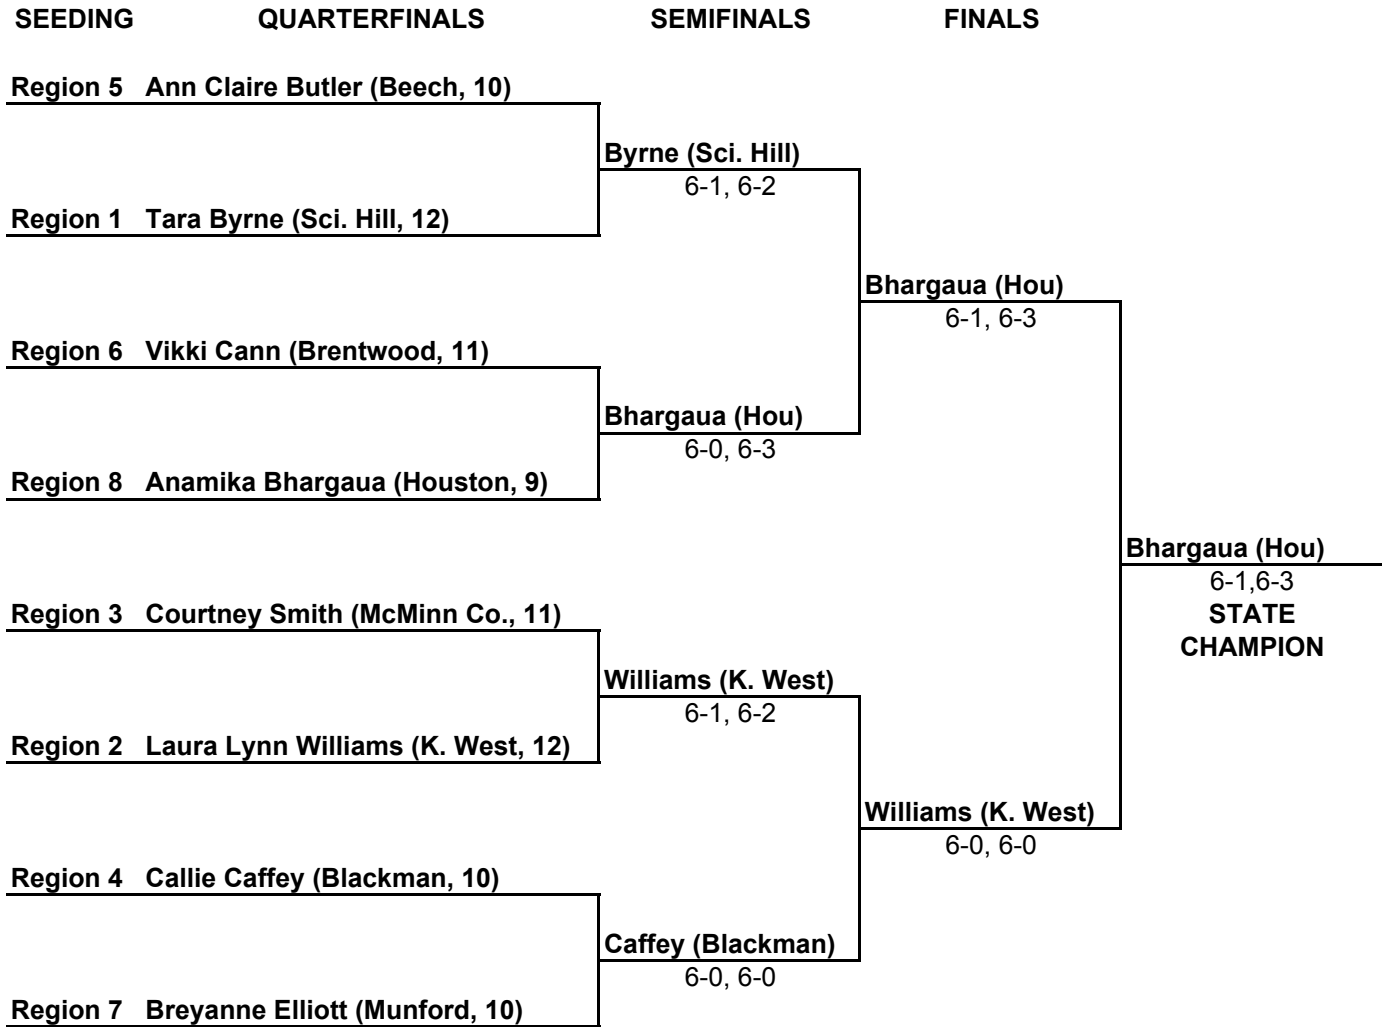 SEEDING QUARTERFINALS SEMIFINALS FINALS
Region 5 Ann Claire Butler (Beech, 10)
Byrne (Sci. Hill)
6-1, 6-2
Region 1 Tara Byrne (Sci. Hill, 12)
Bhargaua (Hou)
6-1, 6-3
Region 6 Vikki Cann (Brentwood, 11)
Bhargaua (Hou)
6-0, 6-3
Region 8 Anamika Bhargaua (Houston, 9)
Bhargaua (Hou)
6-1,6-3
STATE
CHAMPION
Region 3 Courtney Smith (McMinn Co., 11)
Williams (K. West)
6-1, 6-2
Region 2 Laura Lynn Williams (K. West, 12)
Williams (K. West)
6-0, 6-0
Region 4 Callie Caffey (Blackman, 10)
Caffey (Blackman)
6-0, 6-0
Region 7 Breyanne Elliott (Munford, 10)